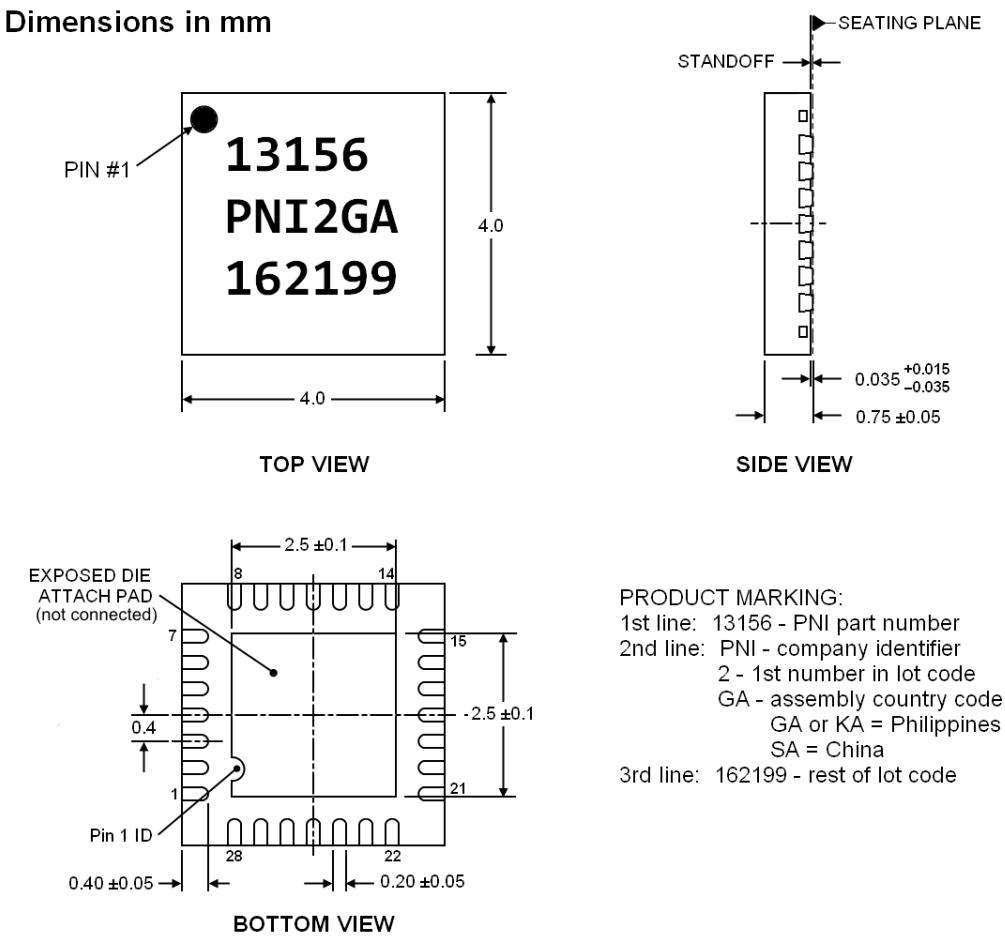 Dimensions in mm
SEATING PLANE
STANDOFF
PIN #1
13156
PNI2GA
162199
4.0
4.0
TOP VIEW
0.035 +0.015 –0.035
0.75 ±0.05
SIDE VIEW
2.5 ±0.1
EXPOSED DIE
ATTACH PAD
(not connected)
8
14
7
15
0.4
2.5 ±0.1
1
21
Pin 1 ID
28
22
0.40 ±0.05
0.20 ±0.05
BOTTOM VIEW
PRODUCT MARKING:
1st line: 13156 - PNI part number
2nd line: PNI - company identifier
2 - 1st number in lot code
GA - assembly country code
GA or KA = Philippines
SA = China
3rd line: 162199 - rest of lot code